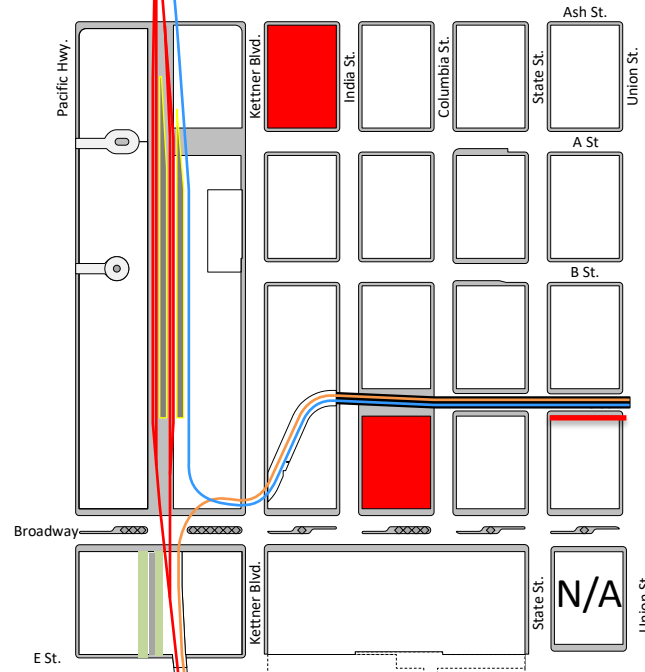 Ash St.
Pacific Hwy.
Kettner Blvd.
India St.
Columbia St.
State St.
Union St.
A St
B St.
Broadway
Kettner Blvd.
State St.
N/A
Union St.
E St.